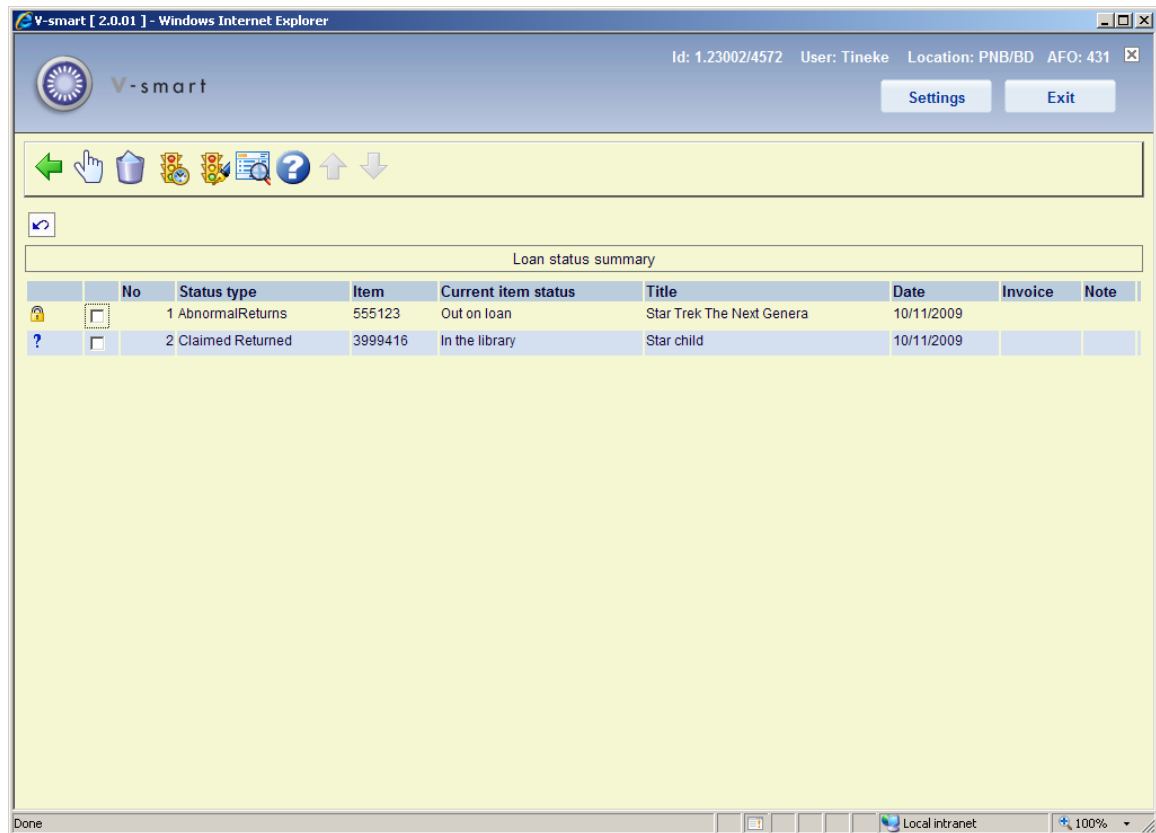 V-smart [ 2.0.01 ] - Windows Internet Explorer
Id: 1.23002/4572 User: Tineke Location: PNB/BD AFO: 431
V-smart
Settings Exit
Loan status summary
No Status type Item Current item status Title Date Invoice Note
1 AbnormalReturns 555123 Out on loan Star Trek The Next Genera 10/11/2009
? 2 Claimed Returned 3999416 In the library Star child 10/11/2009
Done Local intranet 100%